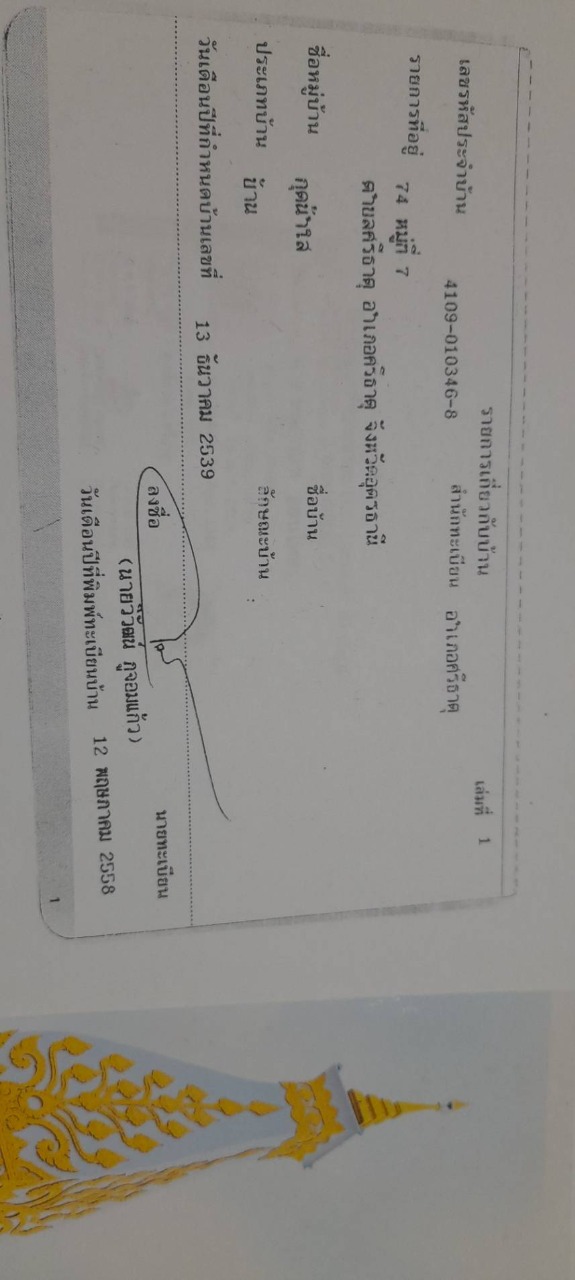 รายการเกี่ยวกับบ้าน เล่มที่ 1
เลขรหัสประจำบ้าน 4109-010346-8 สำนักทะเบียน อำเภอศรีธาตุ
รายการที่อยู่ 74 หมู่ที่ 7
ตำบลศรีธาตุ อำเภอศรีธาตุ จังหวัดอุดรธานี
ชื่อหมู่บ้าน กุดน้ำใส ชื่อบ้าน
ประเภทบ้าน บ้าน ลักษณะบ้าน :
วันเดือนปีที่กำหนดบ้านเลขที่ 13 ธันวาคม 2539
ลงชื่อ นายทะเบียน
(นายวิวัฒน์ ภูจอมแก้ว)
วันเดือนปีที่พิมพ์ทะเบียนบ้าน 12 พฤษภาคม 2558
1